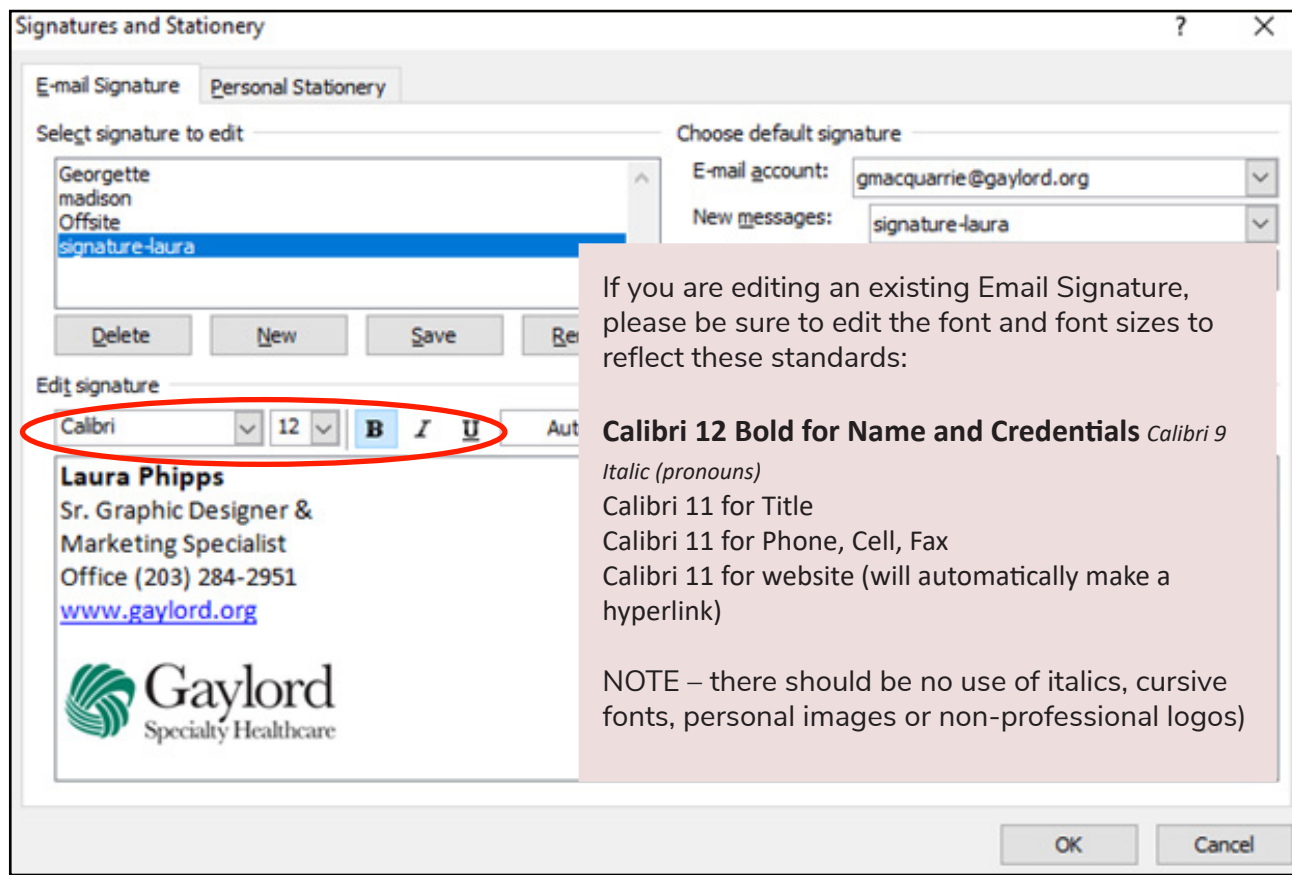 Signatures and Stationery
? X
E-mail Signature Personal Stationery
Select signature to edit
Georgette
madison
Offsite
signature-laura
Delete New Save
Choose default signature
E-mail account: gmacquarrie@gaylord.org
New messages: signature-laura
Edit signature
Calibri 12 B I U
Laura Phipps
Sr. Graphic Designer &
Marketing Specialist
Office (203) 284-2951
www.gaylord.org
Gaylord
Specialty Healthcare
If you are editing an existing Email Signature,
please be sure to edit the font and font sizes to
reflect these standards:
Calibri 12 Bold for Name and Credentials Calibri 9
Italic (pronouns)
Calibri 11 for Title
Calibri 11 for Phone, Cell, Fax
Calibri 11 for website (will automatically make a
hyperlink)
NOTE – there should be no use of italics, cursive
fonts, personal images or non-professional logos)
OK Cancel